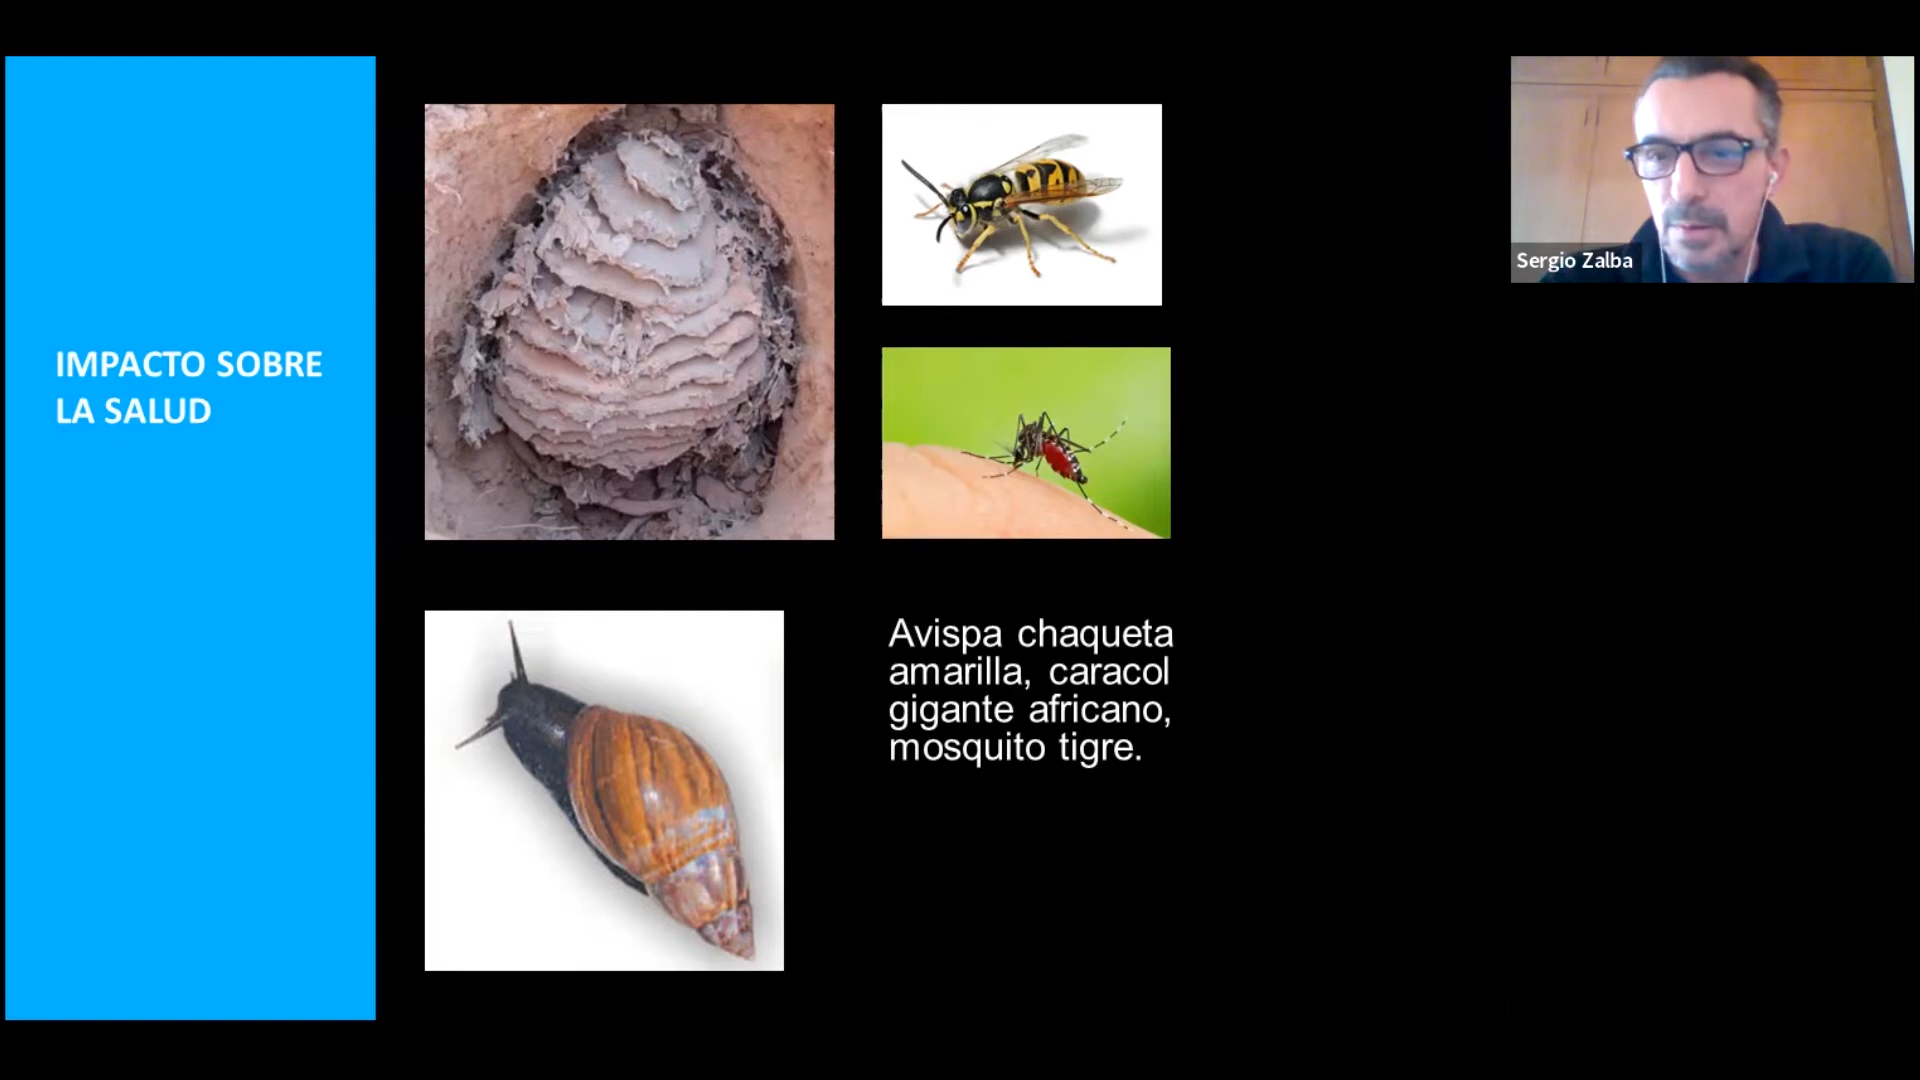 IMPACTO SOBRE
LA SALUD
Avispa chaqueta
amarilla, caracol
gigante africano,
mosquito tigre.
Sergio Zalba